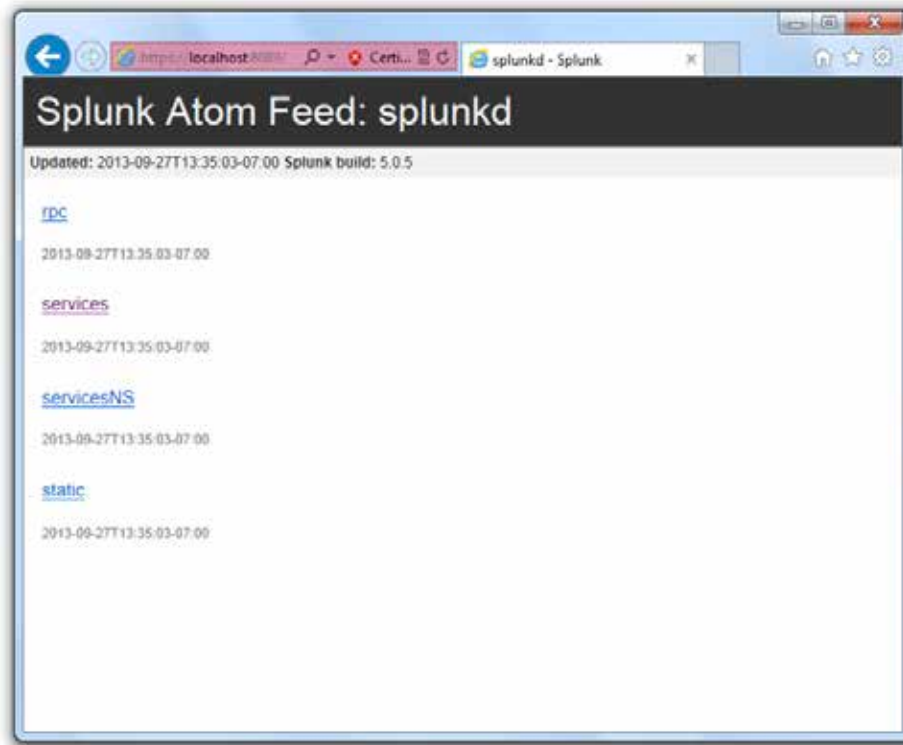 https://localhost:8089/ Certi... splunkd - Splunk
Splunk Atom Feed: splunkd
Updated: 2013-09-27T13:35:03-07:00 Splunk build: 5.0.5
rpc
2013-09-27T13:35:03-07:00
services
2013-09-27T13:35:03-07:00
servicesNS
2013-09-27T13:35:03-07:00
static
2013-09-27T13:35:03-07:00